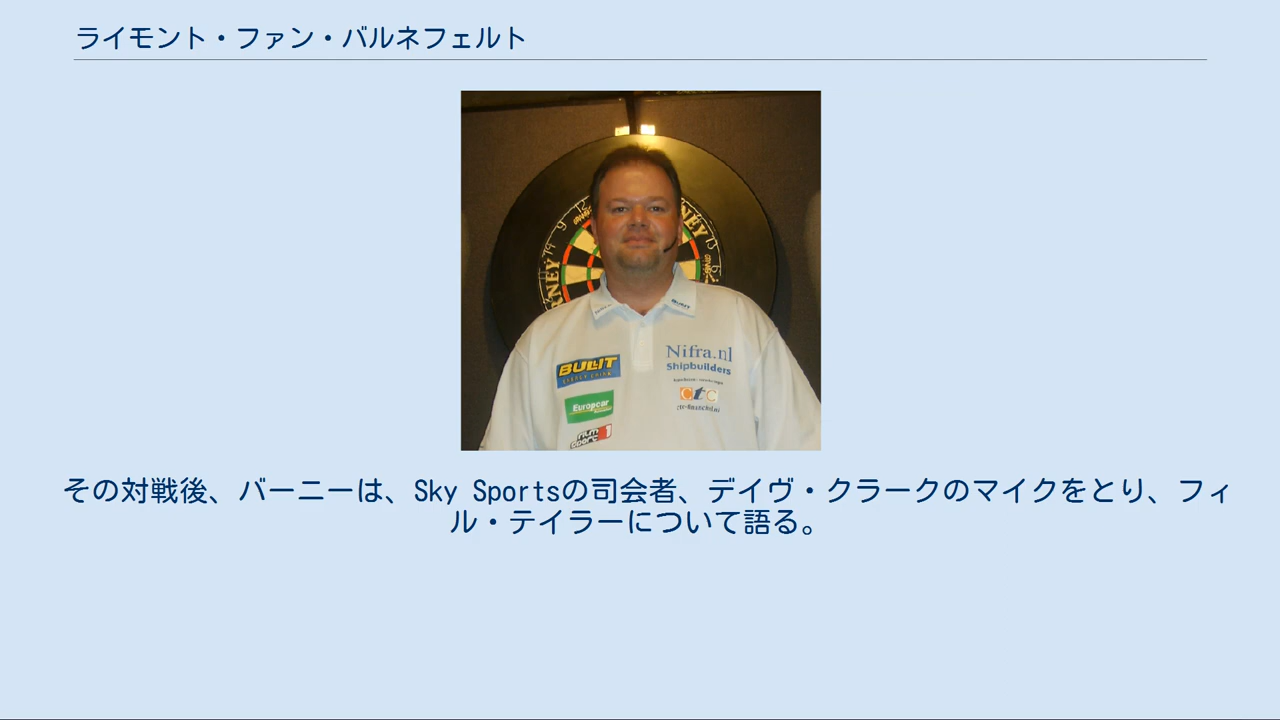 ライモント・ファン・バルネフェルト
BULLIT
ENERGY DRINK
Europcar
Nifra.nl
Shipbuilders
ctc
その対戦後、バーニーは、Sky Sportsの司会者、デイヴ・クラークのマイクをとり、フィ
ル・テイラーについて語る。